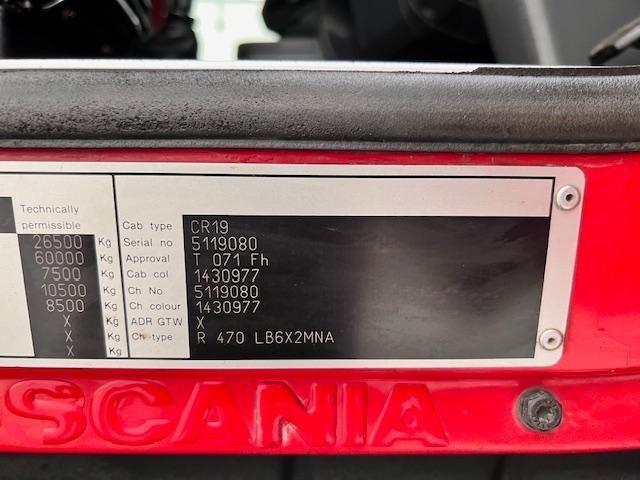 Technically
permissible
26500 Kg
60000 Kg
7500 Kg
10500 Kg
8500 Kg
X Kg
X Kg
X Kg
Cab type CR19
Serial no 5119080
Approval T 071 Fh
Cab col 1430977
Ch No 5119080
Ch colour 1430977
ADR GTW X
Ch-type R 470 LB6X2MNA
SCANIA